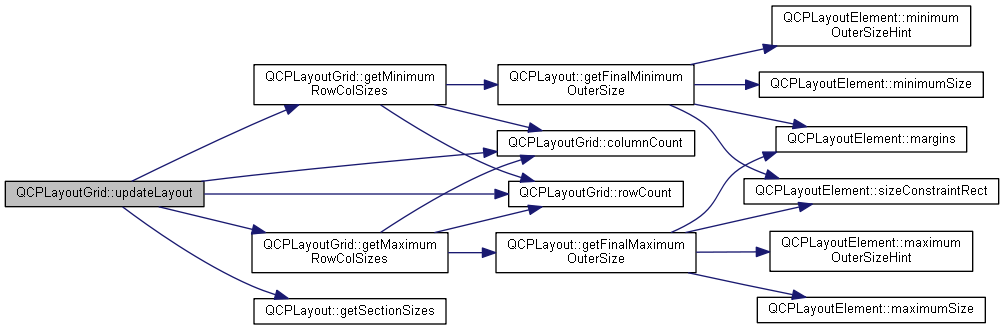 QCPLayoutGrid::updateLayout
QCPLayoutGrid::getMinimum
RowColSizes
QCPLayoutGrid::getMaximum
RowColSizes
QCPLayout::getSectionSizes
QCPLayout::getFinalMinimum
OuterSize
QCPLayoutGrid::columnCount
QCPLayoutGrid::rowCount
QCPLayout::getFinalMaximum
OuterSize
QCPLayoutElement::minimum
OuterSizeHint
QCPLayoutElement::minimumSize
QCPLayoutElement::margins
QCPLayoutElement::sizeConstraintRect
QCPLayoutElement::maximum
OuterSizeHint
QCPLayoutElement::maximumSize